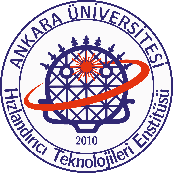 ANKARA ÜNİVERSİTESİ
2010
Hızlandırıcı Teknolojileri Enstitüsü